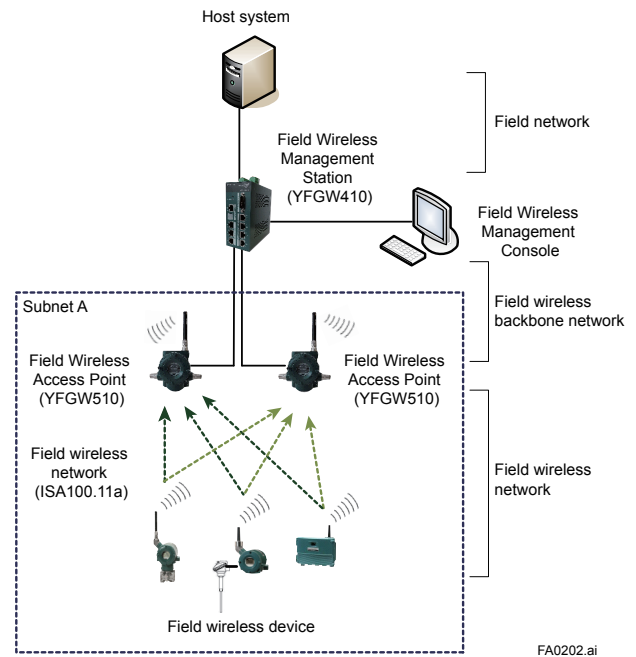 Host system
Field network
Field Wireless
Management
Station
(YFGW410)
Field Wireless
Management
Console
Field wireless
backbone network
Subnet A
Field Wireless
Access Point
(YFGW510)
Field Wireless
Access Point
(YFGW510)
Field wireless
network
(ISA100.11a)
Field wireless
network
Field wireless device
FA0202.ai